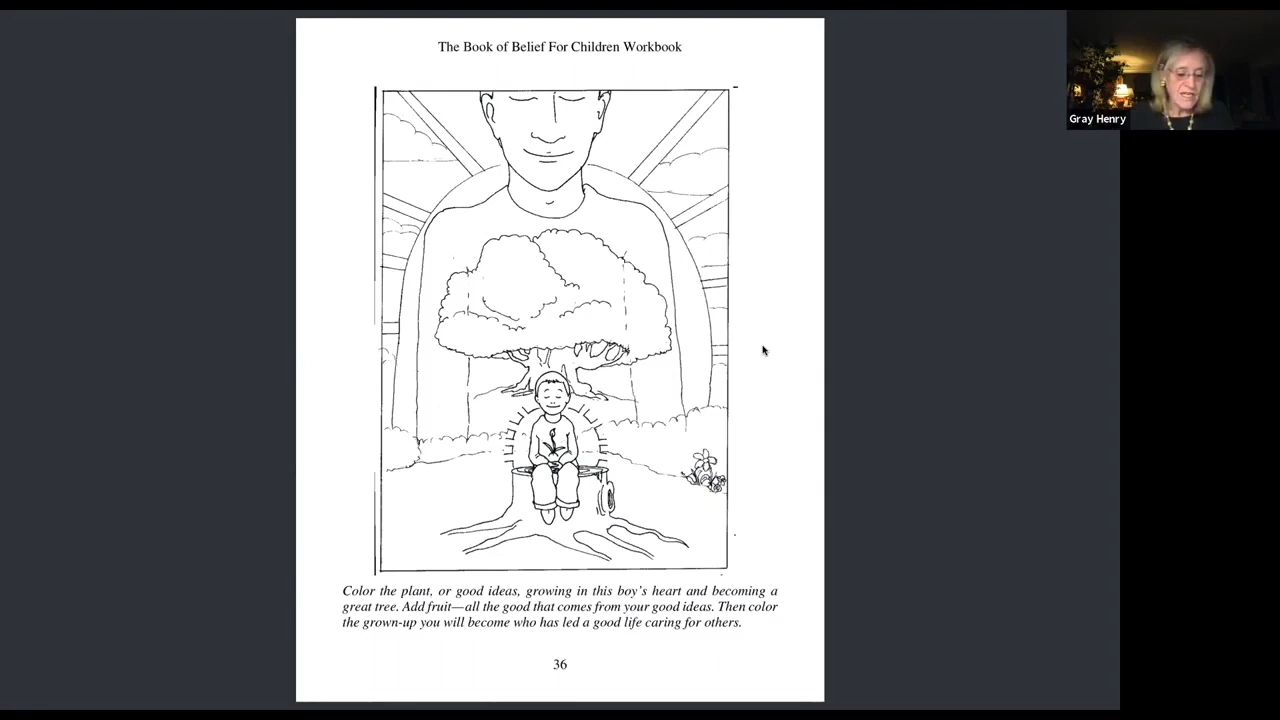 The Book of Belief For Children Workbook
Gray Henry
Color the plant, or good ideas, growing in this boy's heart and becoming a
great tree. Add fruit—all the good that comes from your good ideas. Then color
the grown-up you will become who has led a good life caring for others.
36